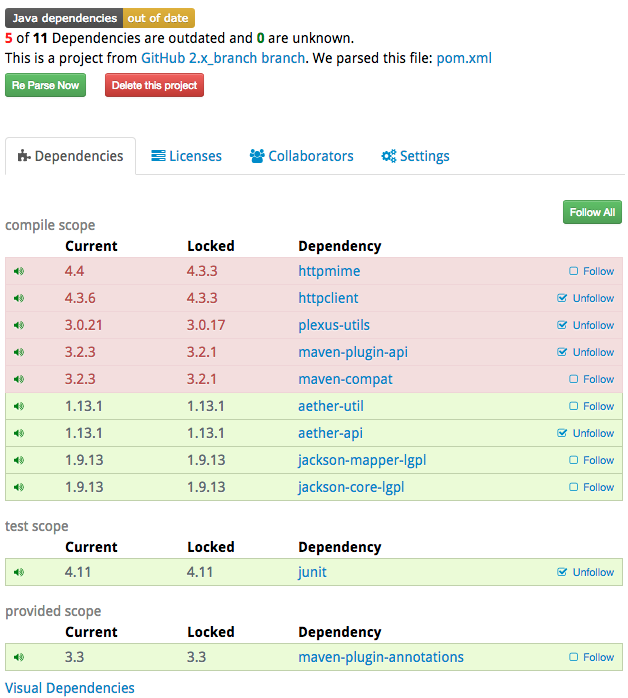 Java dependencies out of date
5 of 11 Dependencies are outdated and 0 are unknown.
This is a project from GitHub 2.x_branch branch. We parsed this file: pom.xml
Re Parse Now Delete this project
Dependencies Licenses Collaborators Settings
Follow All
compile scope
Current Locked Dependency
4.4 4.3.3 httpmime Follow
4.3.6 4.3.3 httpclient Unfollow
3.0.21 3.0.17 plexus-utils Unfollow
3.2.3 3.2.1 maven-plugin-api Unfollow
3.2.3 3.2.1 maven-compat Follow
1.13.1 1.13.1 aether-util Follow
1.13.1 1.13.1 aether-api Unfollow
1.9.13 1.9.13 jackson-mapper-lgpl Follow
1.9.13 1.9.13 jackson-core-lgpl Follow
test scope
Current Locked Dependency
4.11 4.11 junit Unfollow
provided scope
Current Locked Dependency
3.3 3.3 maven-plugin-annotations Follow
Visual Dependencies